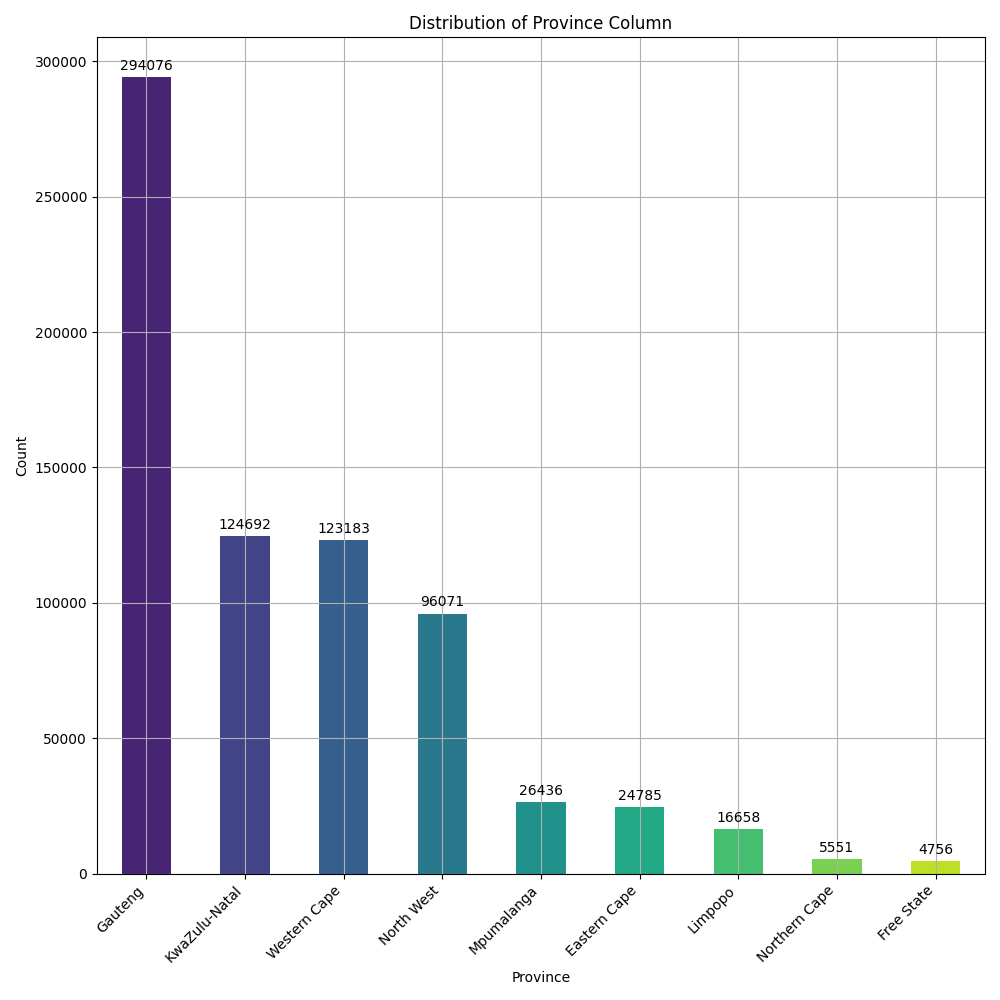 Distribution of Province Column
300000
250000
200000
150000
100000
50000
0
Count
294076
124692
123183
96071
26436
24785
16658
5551
4756
Gauteng
KwaZulu-Natal
Western Cape
North West
Mpumalanga
Eastern Cape
Limpopo
Northern Cape
Free State
Province